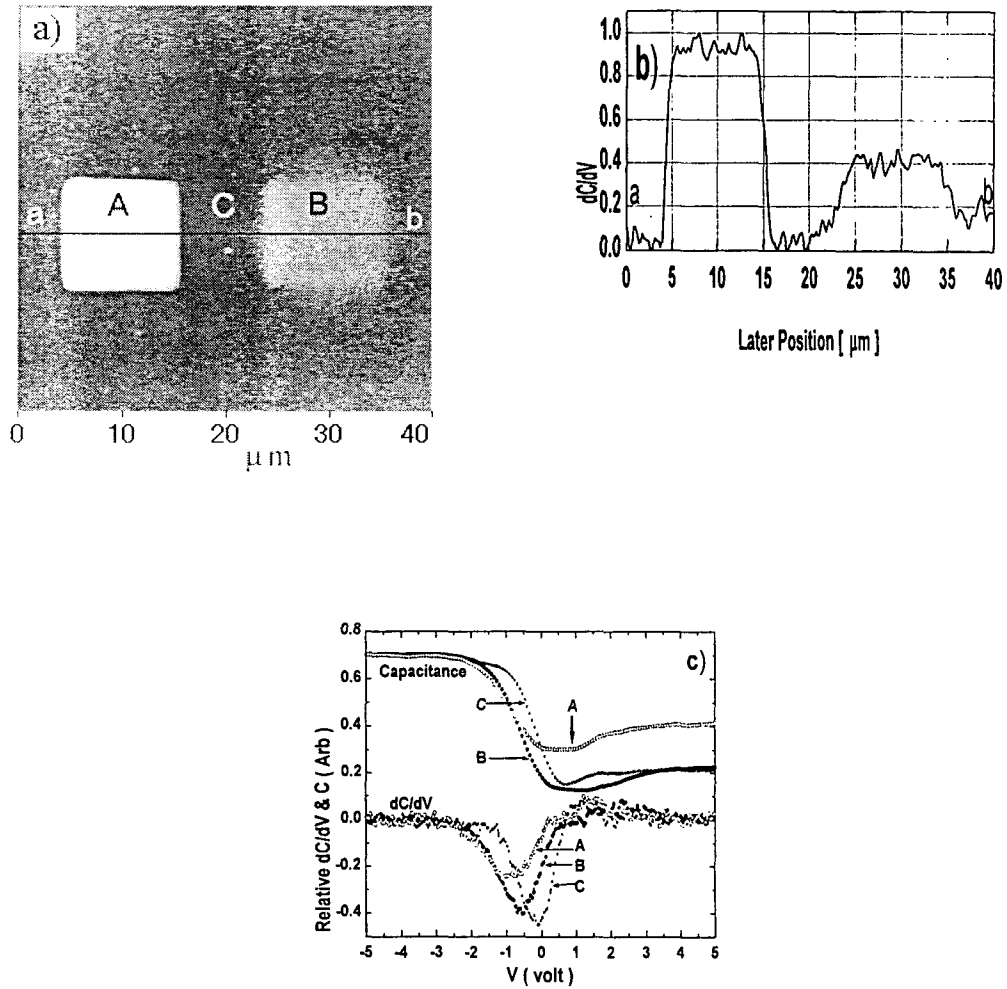 a)
A
C
B
a
b
0 10 20 30 40
μm
b)
dC/dV
1.0
0.8
0.6
0.4
0.2
0.0
a
b
0 5 10 15 20 25 30 35 40
Later Position [ μm ]
c)
Relative dC/dV & C ( Arb )
0.8
0.6
0.4
0.2
0.0
-0.2
-0.4
Capacitance
C
A
B
dC/dV
A
B
C
-5 -4 -3 -2 -1 0 1 2 3 4 5
V ( volt )